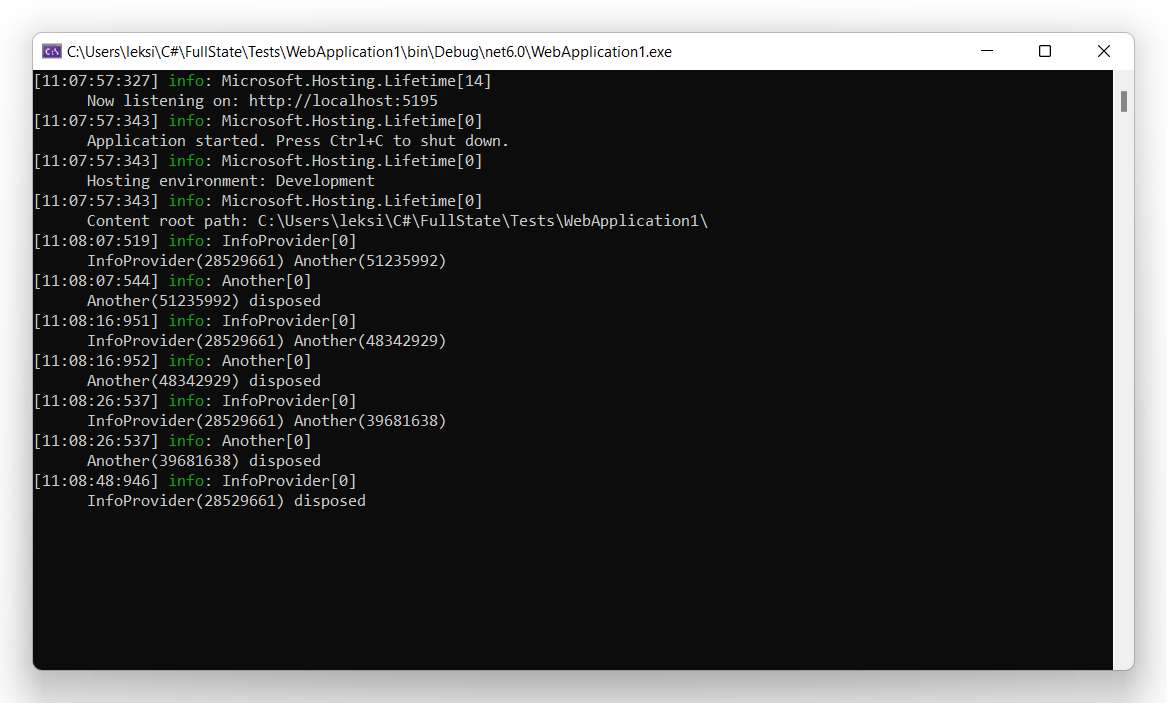 C:\Users\leksi\C#\FullState\Tests\WebApplication1\bin\Debug\net6.0\WebApplication1.exe
[11:07:57:327] info: Microsoft.Hosting.Lifetime[14]
      Now listening on: http://localhost:5195
[11:07:57:343] info: Microsoft.Hosting.Lifetime[0]
      Application started. Press Ctrl+C to shut down.
[11:07:57:343] info: Microsoft.Hosting.Lifetime[0]
      Hosting environment: Development
[11:07:57:343] info: Microsoft.Hosting.Lifetime[0]
      Content root path: C:\Users\leksi\C#\FullState\Tests\WebApplication1\
[11:08:07:519] info: InfoProvider[0]
      InfoProvider(28529661) Another(51235992)
[11:08:07:544] info: Another[0]
      Another(51235992) disposed
[11:08:16:951] info: InfoProvider[0]
      InfoProvider(28529661) Another(48342929)
[11:08:16:952] info: Another[0]
      Another(48342929) disposed
[11:08:26:537] info: InfoProvider[0]
      InfoProvider(28529661) Another(39681638)
[11:08:26:537] info: Another[0]
      Another(39681638) disposed
[11:08:48:946] info: InfoProvider[0]
      InfoProvider(28529661) disposed